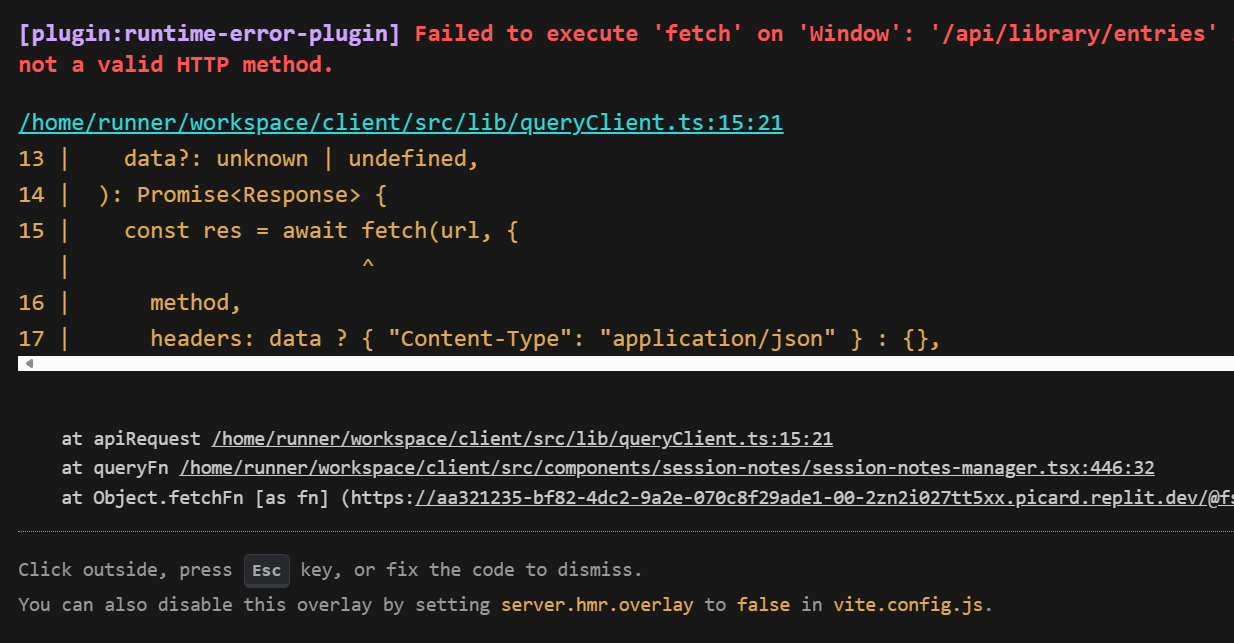 [plugin:runtime-error-plugin] Failed to execute 'fetch' on 'Window': '/api/library/entries'
not a valid HTTP method.
/home/runner/workspace/client/src/lib/queryClient.ts:15:21
13 |    data?: unknown | undefined,
14 |  ): Promise<Response> {
15 |    const res = await fetch(url, {
   |                      ^
16 |      method,
17 |      headers: data ? { "Content-Type": "application/json" } : {},
at apiRequest /home/runner/workspace/client/src/lib/queryClient.ts:15:21
at queryFn /home/runner/workspace/client/src/components/session-notes/session-notes-manager.tsx:446:32
at Object.fetchFn [as fn] (https://aa321235-bf82-4dc2-9a2e-070c8f29ade1-00-2zn2i027tt5xx.picard.replit.dev/@fs
Click outside, press Esc key, or fix the code to dismiss.
You can also disable this overlay by setting server.hmr.overlay to false in vite.config.js.